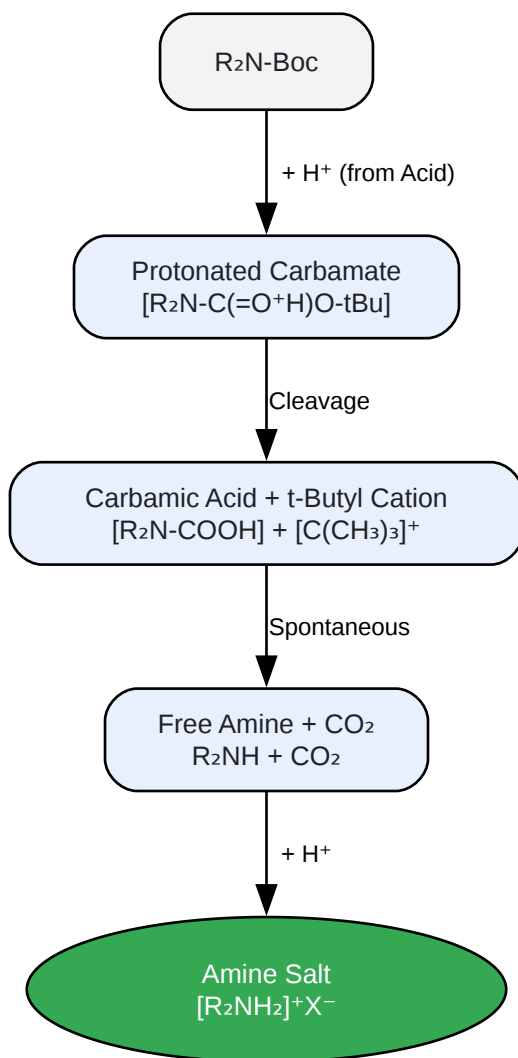 R₂N-Boc
+ H⁺ (from Acid)
Protonated Carbamate
[R₂N-C(=O⁺H)O-tBu]
Cleavage
Carbamic Acid + t-Butyl Cation
[R₂N-COOH] + [C(CH₃)₃]⁺
Spontaneous
Free Amine + CO₂
R₂NH + CO₂
+ H⁺
Amine Salt
[R₂NH₂]⁺X⁻